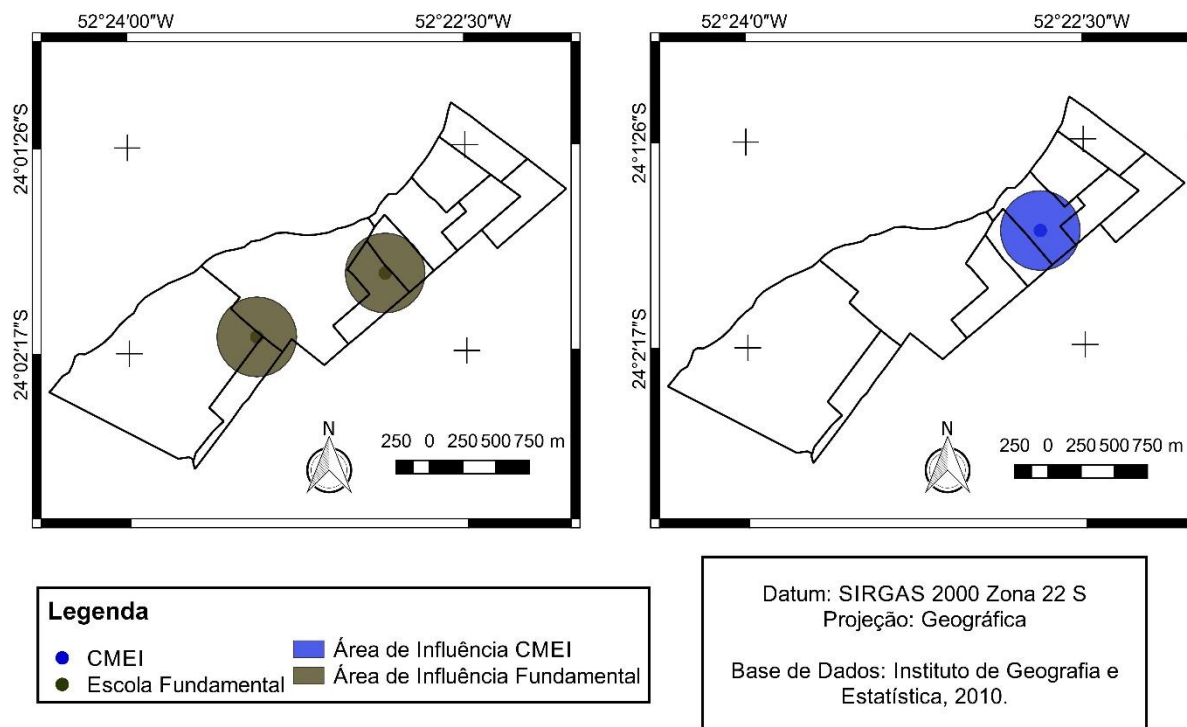 52°24′00″W 52°22′30″W
24°01′26″S
24°02′17″S
N
250 0 250 500 750 m
52°24′0″W 52°22′30″W
24°1′26″S
24°2′17″S
N
250 0 250 500 750 m
Legenda
CMEI
Escola Fundamental
Área de Influência CMEI
Área de Influência Fundamental
Datum: SIRGAS 2000 Zona 22 S
Projeção: Geográfica
Base de Dados: Instituto de Geografia e
Estatística, 2010.